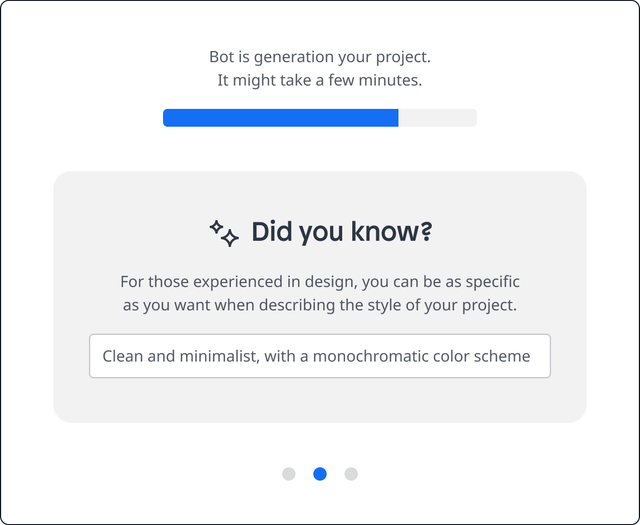 Bot is generation your project.
It might take a few minutes.
Did you know?
For those experienced in design, you can be as specific
as you want when describing the style of your project.
Clean and minimalist, with a monochromatic color scheme